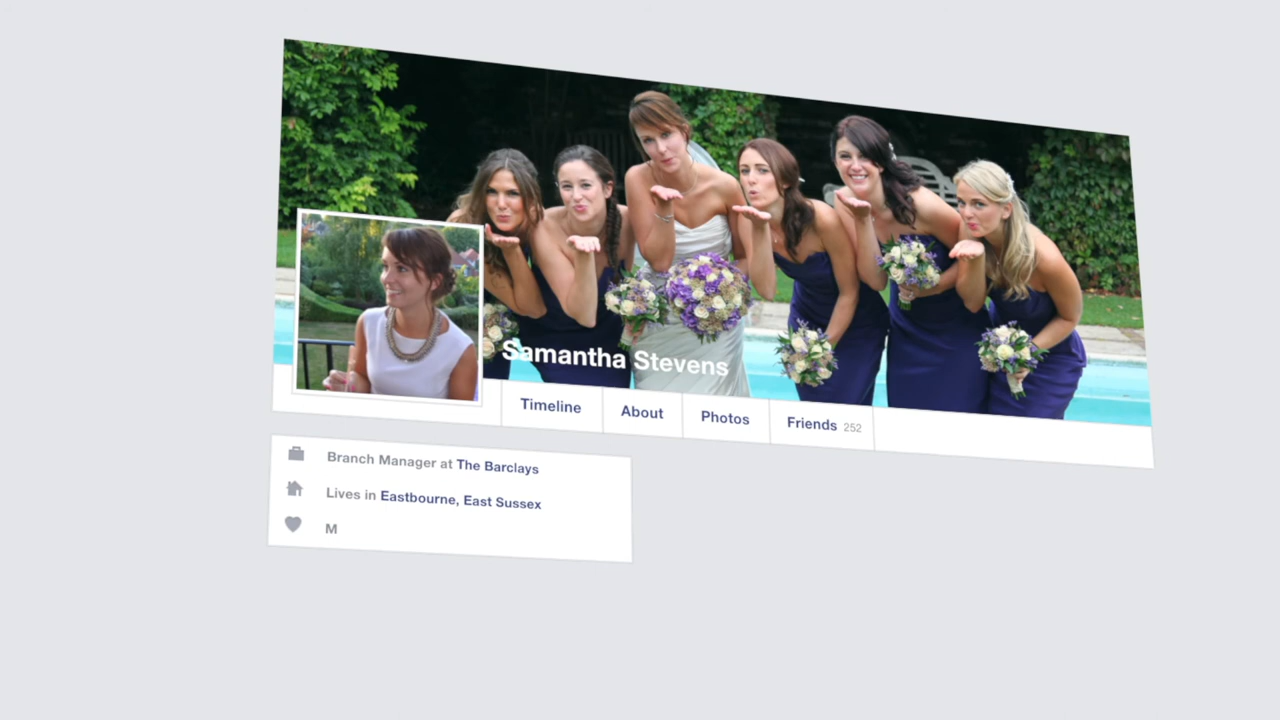 Samantha Stevens
Timeline About Photos Friends 252
Branch Manager at The Barclays
Lives in Eastbourne, East Sussex
M